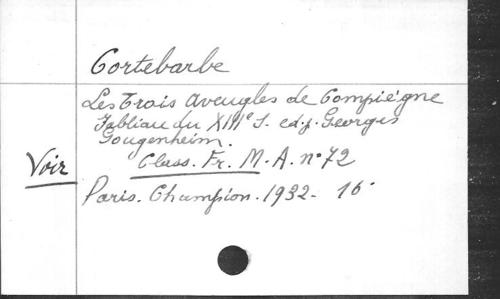 Cortebarbe
Les Trois Aveugles de Compiégne
Fabliau du XIIIe S. ed. p. Georges
Gougenheim.
Voir Class. Fr. M. A. n° 72
Paris. Champion. 1932. 16°